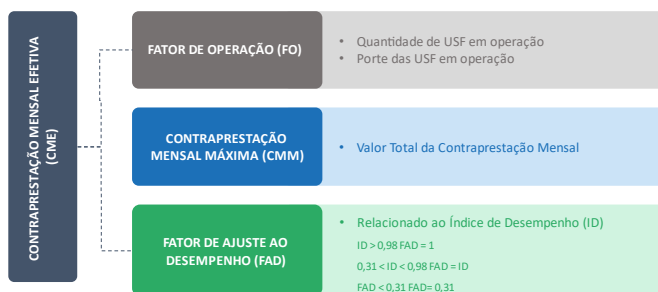 CONTRAPRESTAÇÃO MENSAL EFETIVA
(CME)
FATOR DE OPERAÇÃO (FO)
• Quantidade de USF em operação
• Porte das USF em operação
CONTRAPRESTAÇÃO
MENSAL MÁXIMA (CMM)
• Valor Total da Contraprestação Mensal
FATOR DE AJUSTE AO
DESEMPENHO (FAD)
• Relacionado ao Índice de Desempenho (ID)
ID > 0,98 FAD = 1
0,31 < ID < 0,98 FAD = ID
FAD < 0,31 FAD= 0,31